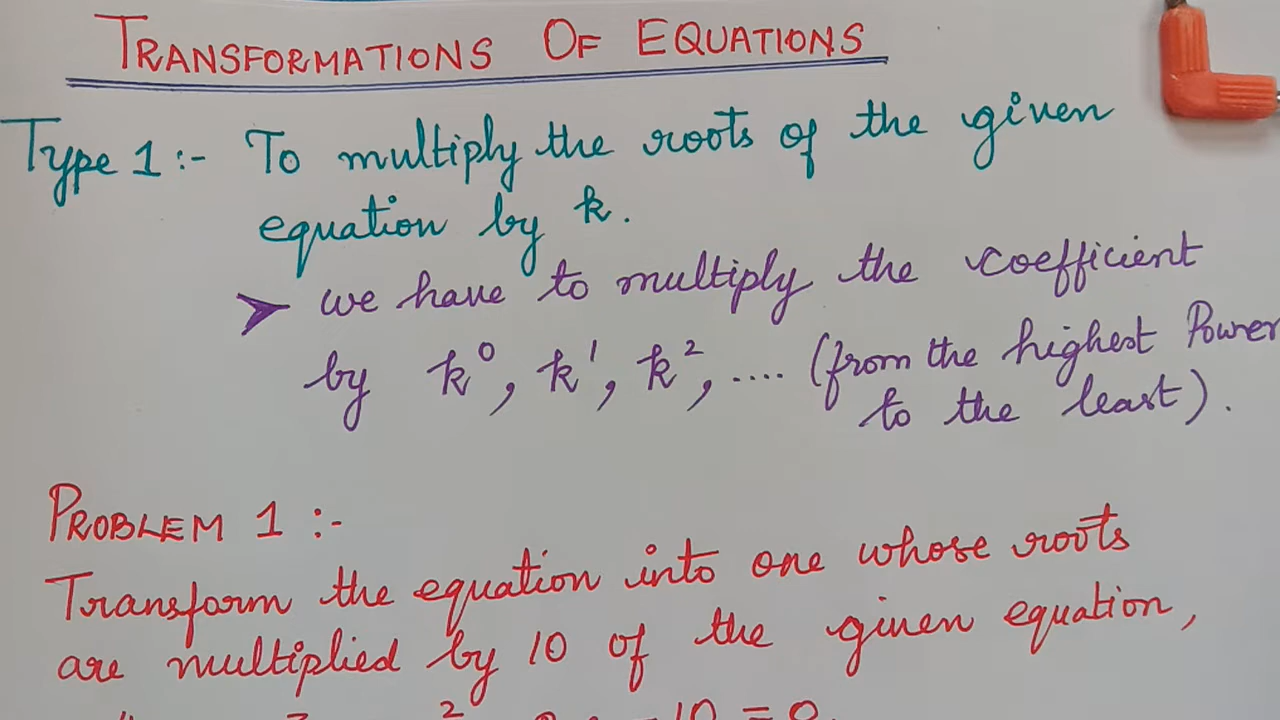 TRANSFORMATIONS OF EQUATIONS
Type 1 :- To multiply the roots of the given
equation by k.
➤ we have to multiply the coefficient
by k⁰, k¹, k², .... (from the highest Power
to the least).
PROBLEM 1 :-
Transform the equation into one whose roots
are multiplied by 10 of the given equation,
10 = 0